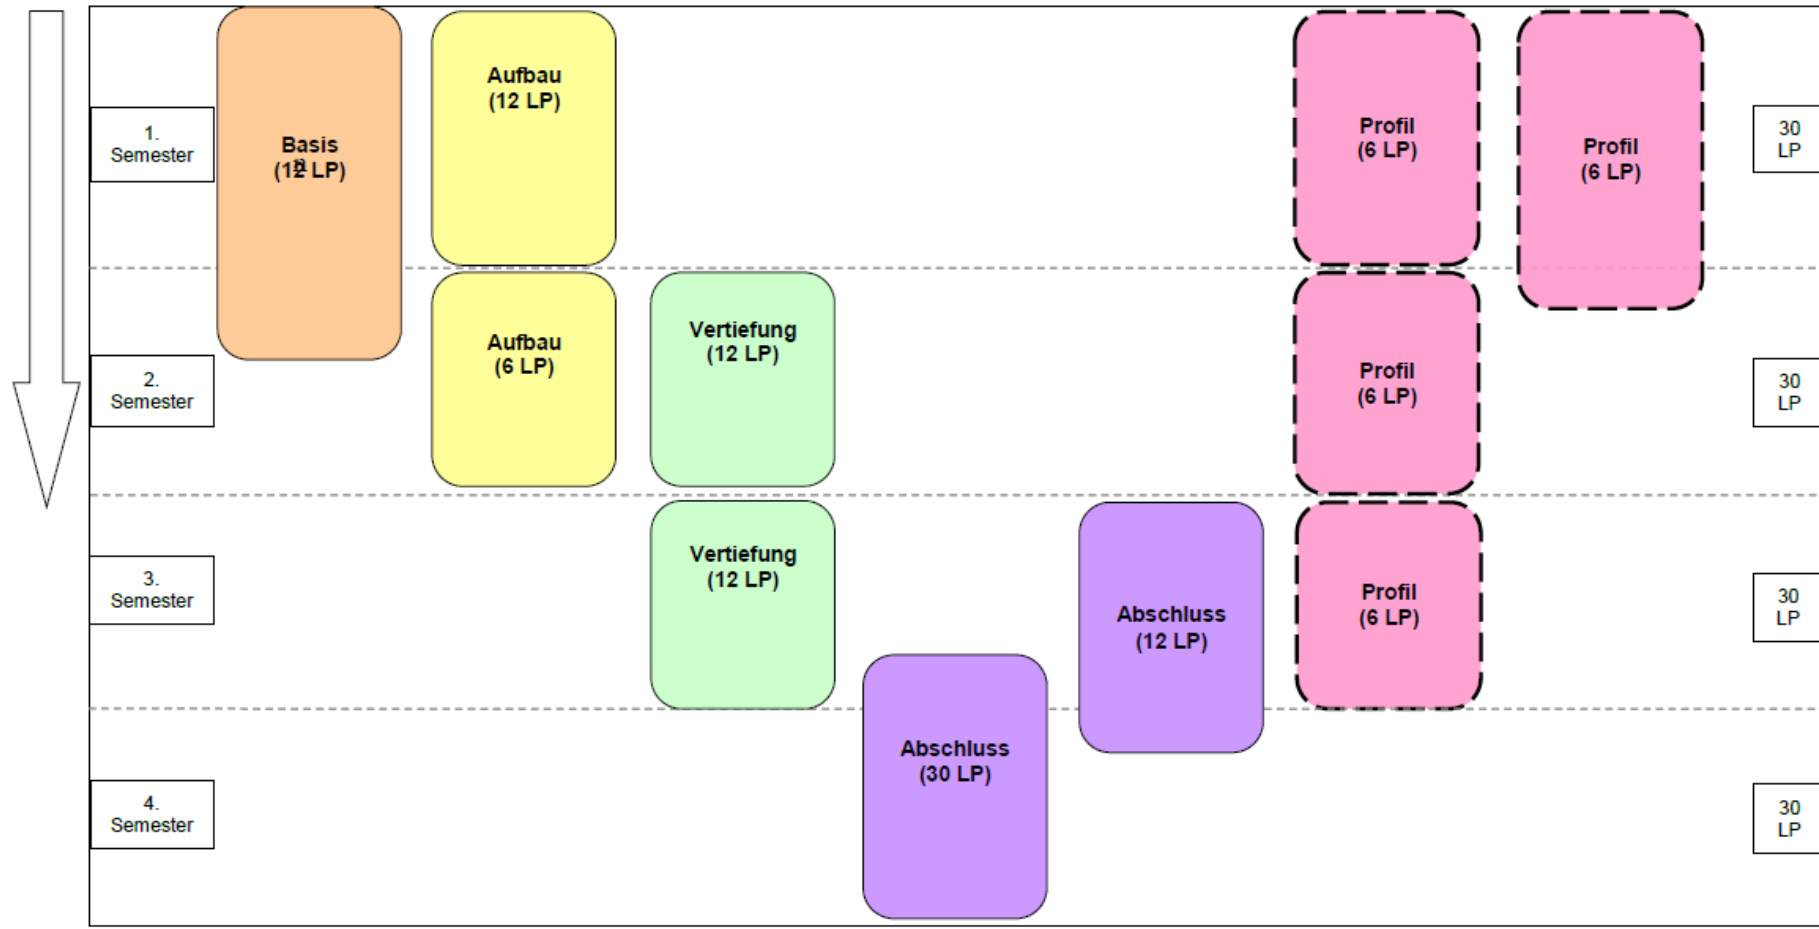 Aufbau
(12 LP)
1.
Semester
Basis
(12 LP)
Profil
(6 LP)
Profil
(6 LP)
30
LP
2.
Semester
Aufbau
(6 LP)
Vertiefung
(12 LP)
Profil
(6 LP)
30
LP
3.
Semester
Vertiefung
(12 LP)
Abschluss
(12 LP)
Profil
(6 LP)
30
LP
4.
Semester
Abschluss
(30 LP)
30
LP